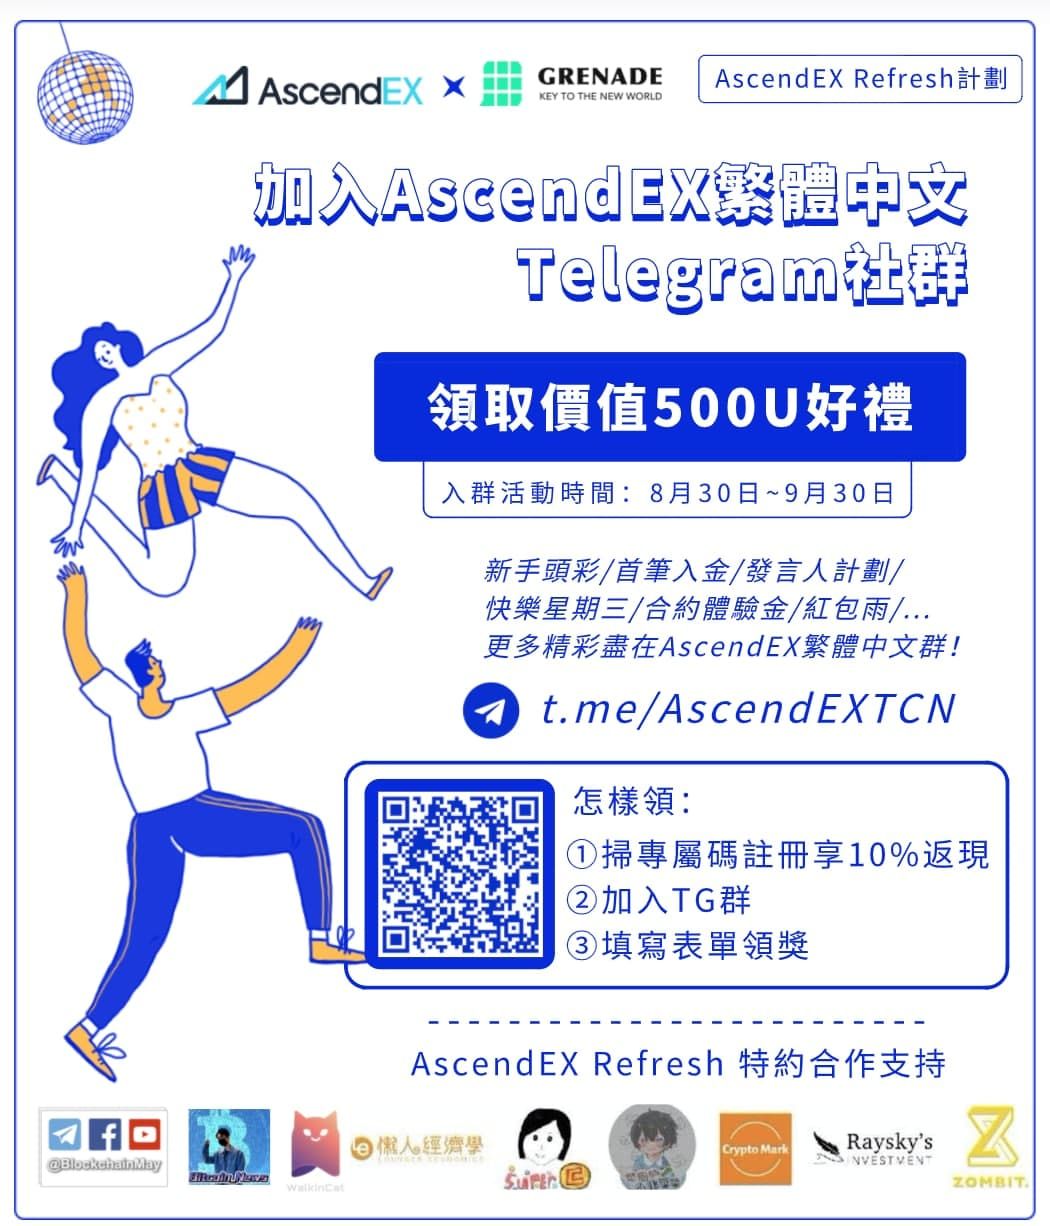 AscendEX
GRENADE
KEY TO THE NEW WORLD
AscendEX Refresh計劃
加入AscendEX繁體中文
Telegram社群
領取價值500U好禮
入群活動時間: 8月30日~9月30日
新手頭彩/首筆入金/發言人計劃/
快樂星期三/合約體驗金/紅包雨/...
更多精彩盡在AscendEX繁體中文群!
t.me/AscendEXTCN
怎樣領:
①掃專屬碼註冊享10%返現
②加入TG群
③填寫表單領獎
AscendEX Refresh 特約合作支持
@BlockchainMay
WalkinCat
懶人經濟學
LOUNGER ECONOMICS
SuiPER
Crypto Mark
Raysky's
INVESTMENT
ZOMBIT.